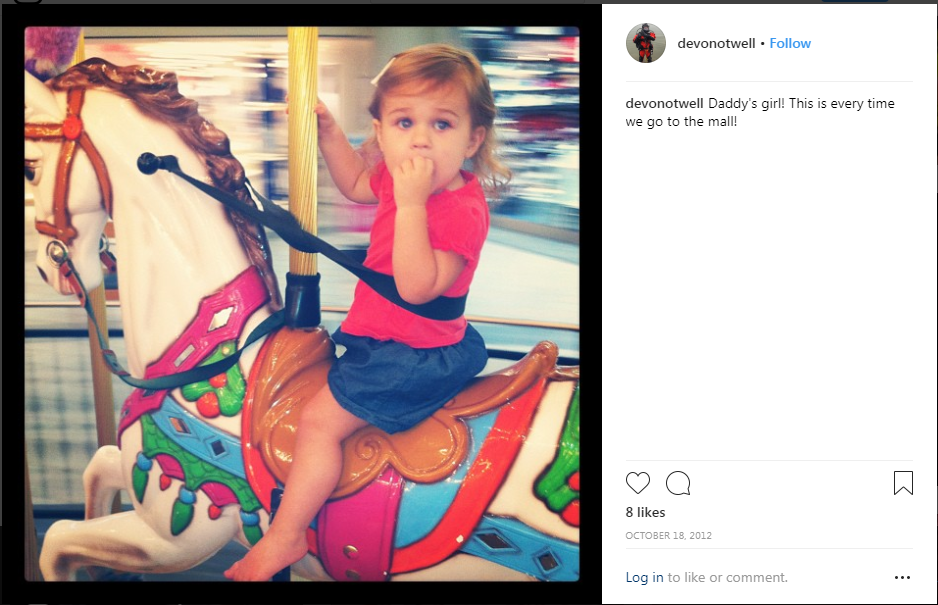 devonotwell • Follow
devonotwell Daddy's girl! This is every time
we go to the mall!
8 likes
OCTOBER 18, 2012
Log in to like or comment.